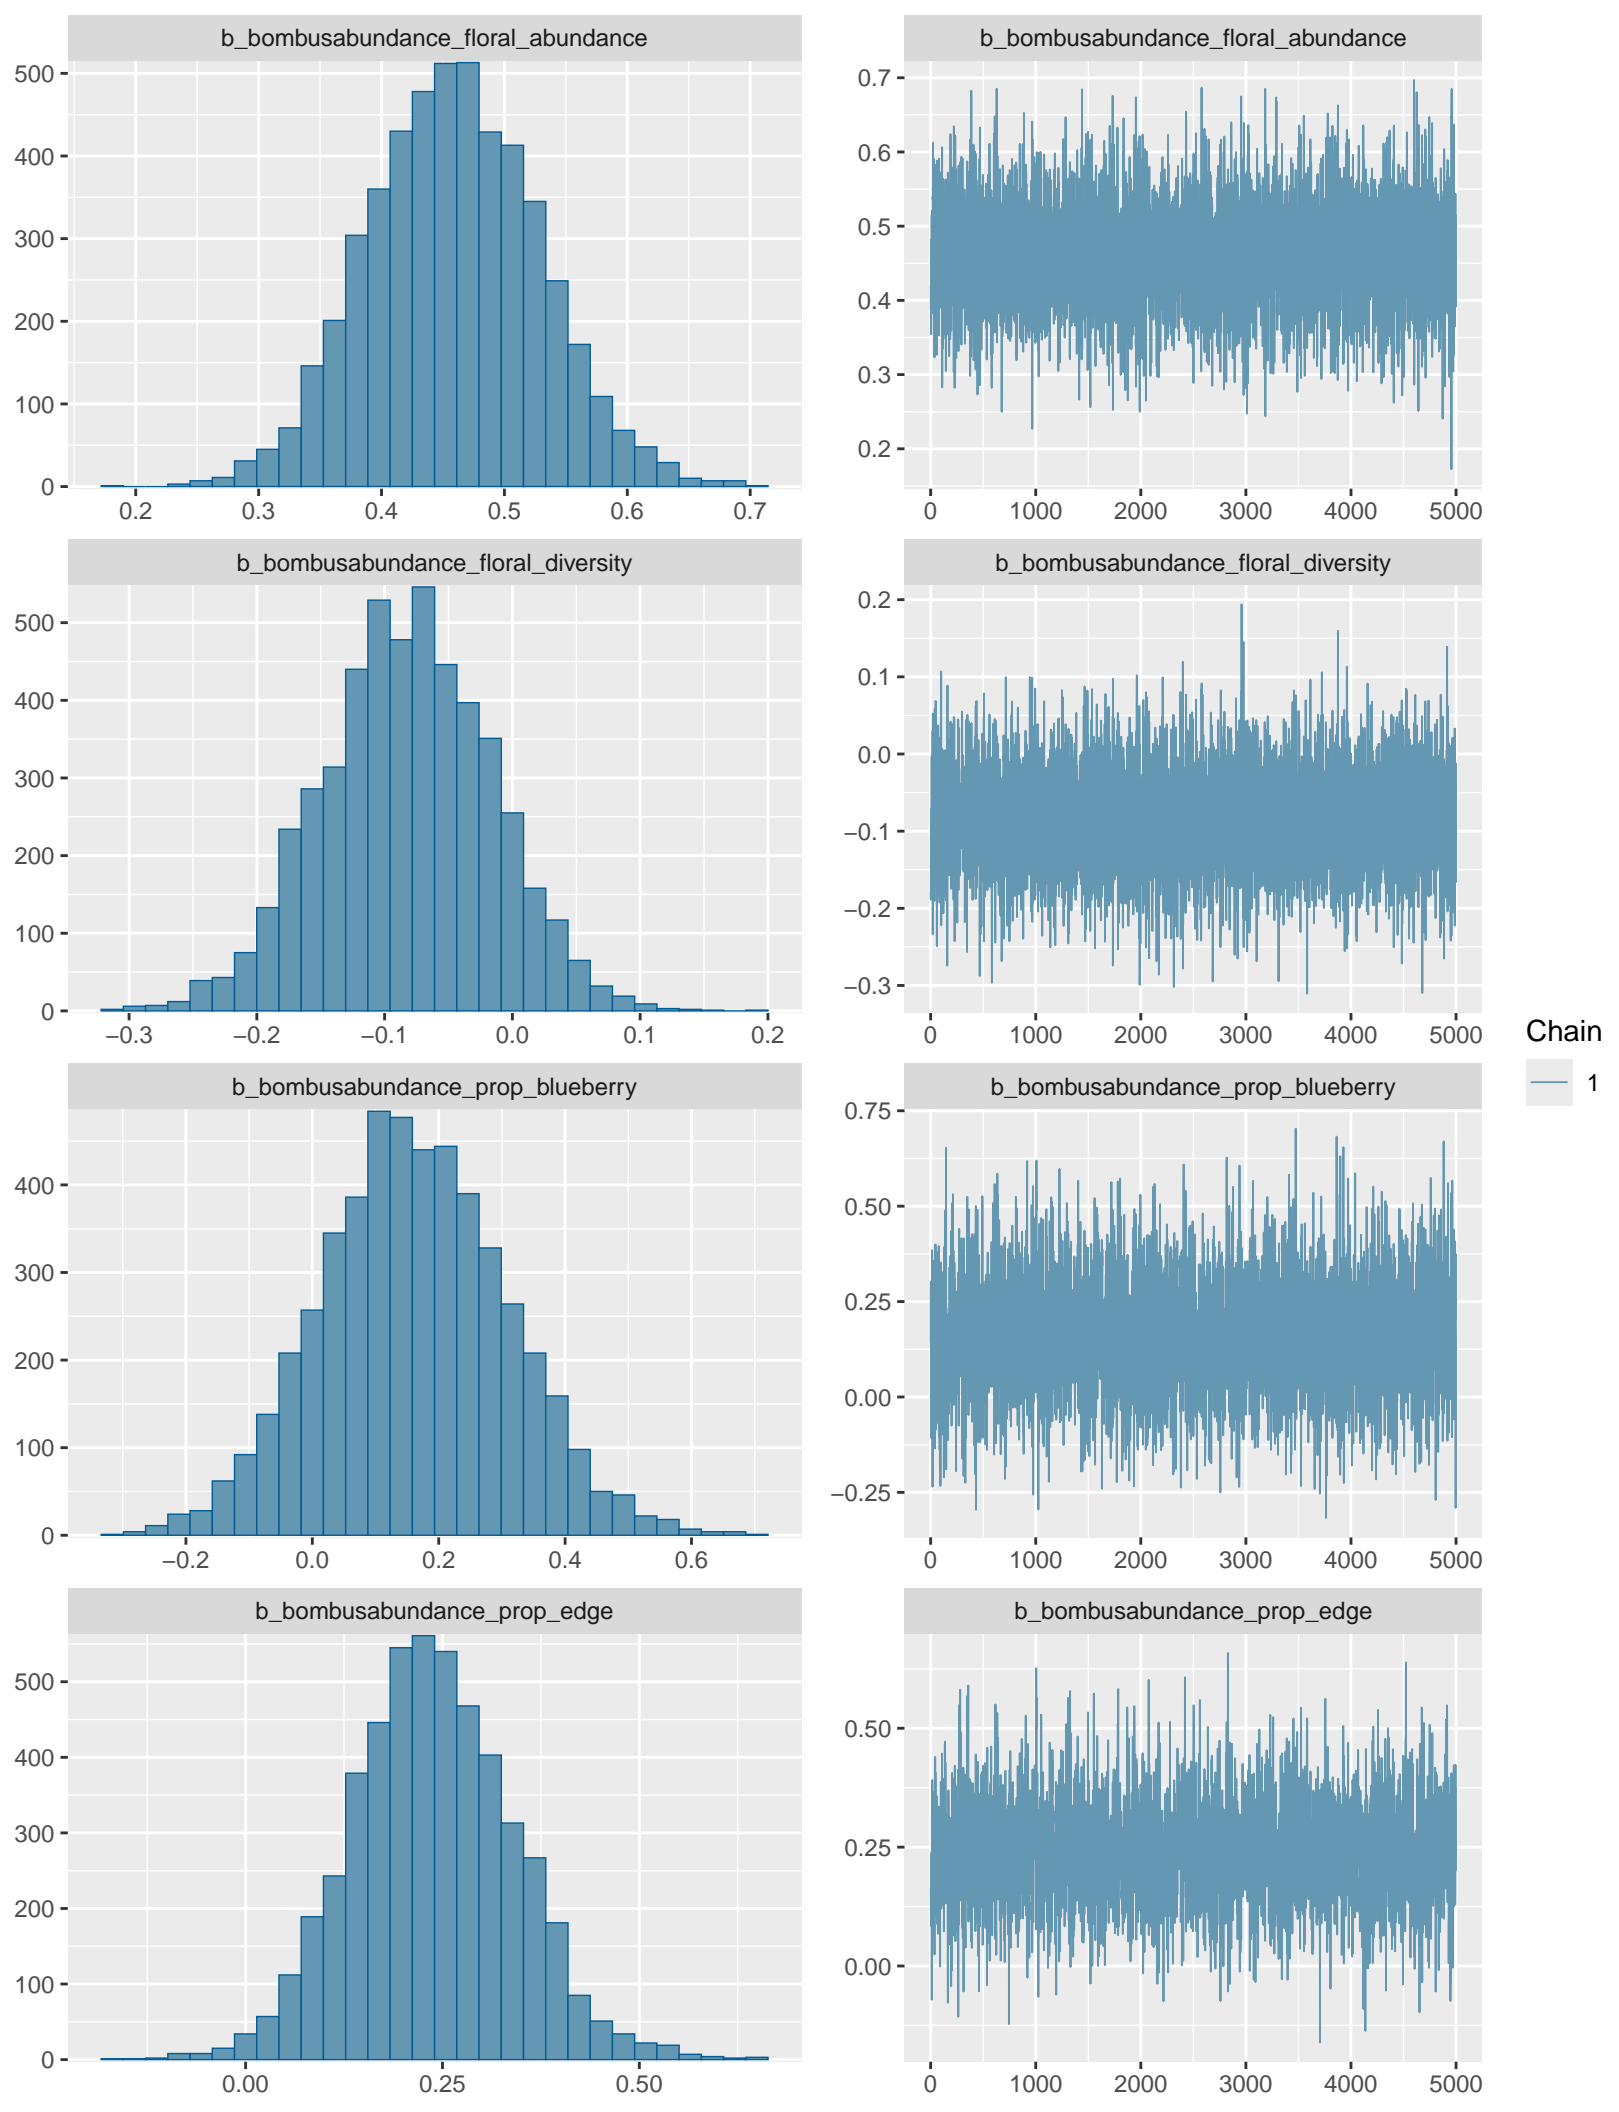 b_bombusabundance_floral_abundance
500
400
300
200
100
0
0.2 0.3 0.4 0.5 0.6 0.7
b_bombusabundance_floral_abundance
0.7
0.6
0.5
0.4
0.3
0.2
0 1000 2000 3000 4000 5000
b_bombusabundance_floral_diversity
500
400
300
200
100
0
−0.3 −0.2 −0.1 0.0 0.1 0.2
b_bombusabundance_floral_diversity
0.2
0.1
0.0
−0.1
−0.2
−0.3
0 1000 2000 3000 4000 5000
b_bombusabundance_prop_blueberry
400
300
200
100
0
−0.2 0.0 0.2 0.4 0.6
b_bombusabundance_prop_blueberry
0.75
0.50
0.25
0.00
−0.25
0 1000 2000 3000 4000 5000
b_bombusabundance_prop_edge
500
400
300
200
100
0
0.00 0.25 0.50
b_bombusabundance_prop_edge
0.50
0.25
0.00
0 1000 2000 3000 4000 5000
Chain
1